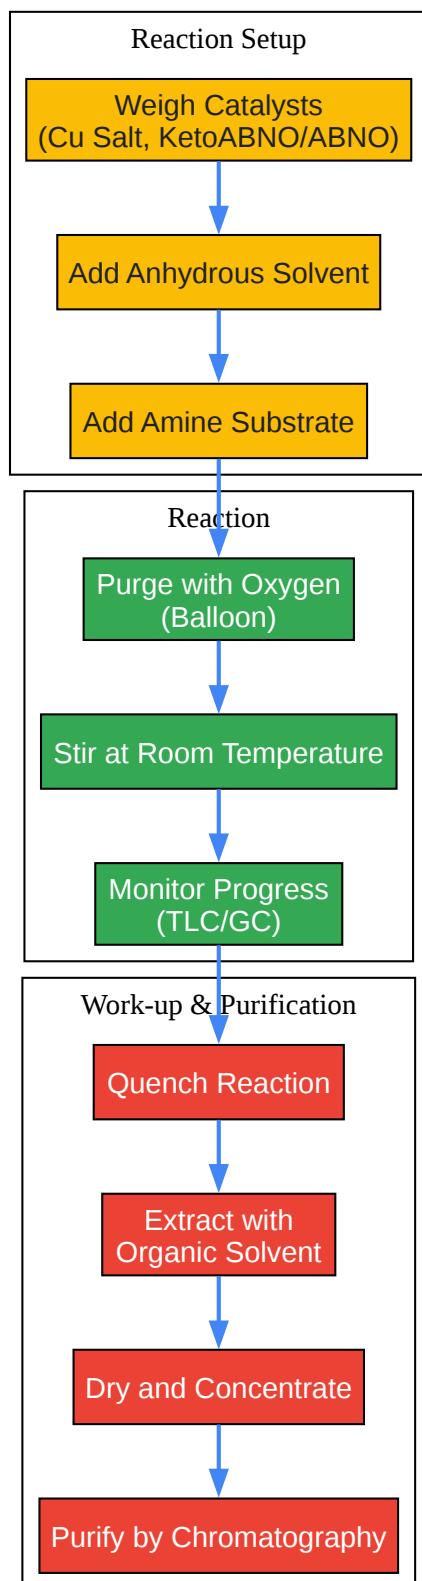 Reaction Setup
Weigh Catalysts
(Cu Salt, KetoABNO/ABNO)
Add Anhydrous Solvent
Add Amine Substrate
Reaction
Purge with Oxygen
(Balloon)
Stir at Room Temperature
Monitor Progress
(TLC/GC)
Work-up & Purification
Quench Reaction
Extract with
Organic Solvent
Dry and Concentrate
Purify by Chromatography